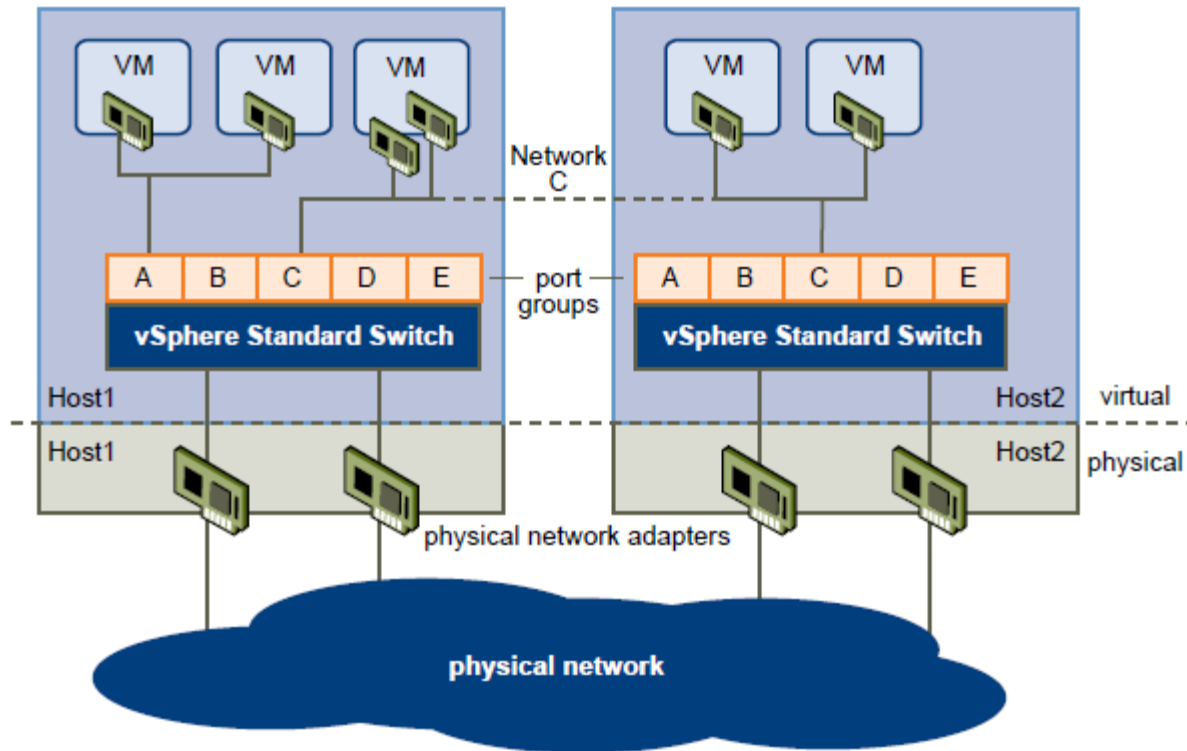 VM
VM
VM
VM
VM
Network
C
A
B
C
D
E
port
groups
A
B
C
D
E
vSphere Standard Switch
vSphere Standard Switch
Host1
Host2
virtual
Host1
Host2
physical
physical network adapters
physical network